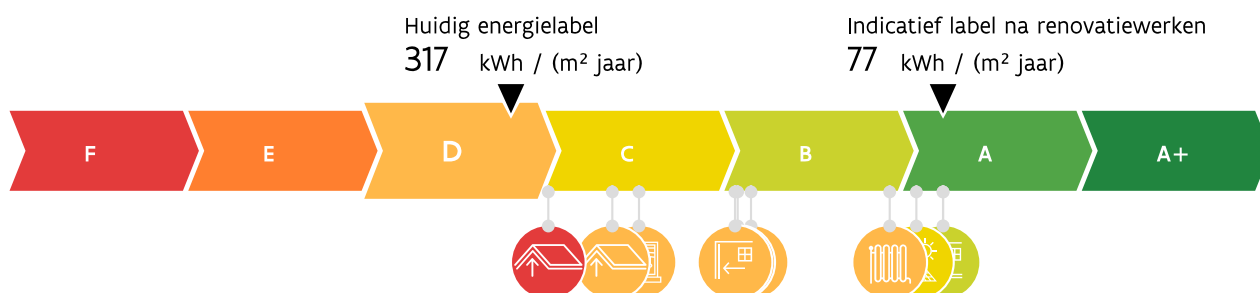 Huidig energielabel
317 kWh / (m² jaar)
Indicatief label na renovatiewerken
77 kWh / (m² jaar)
F E D C B A A+